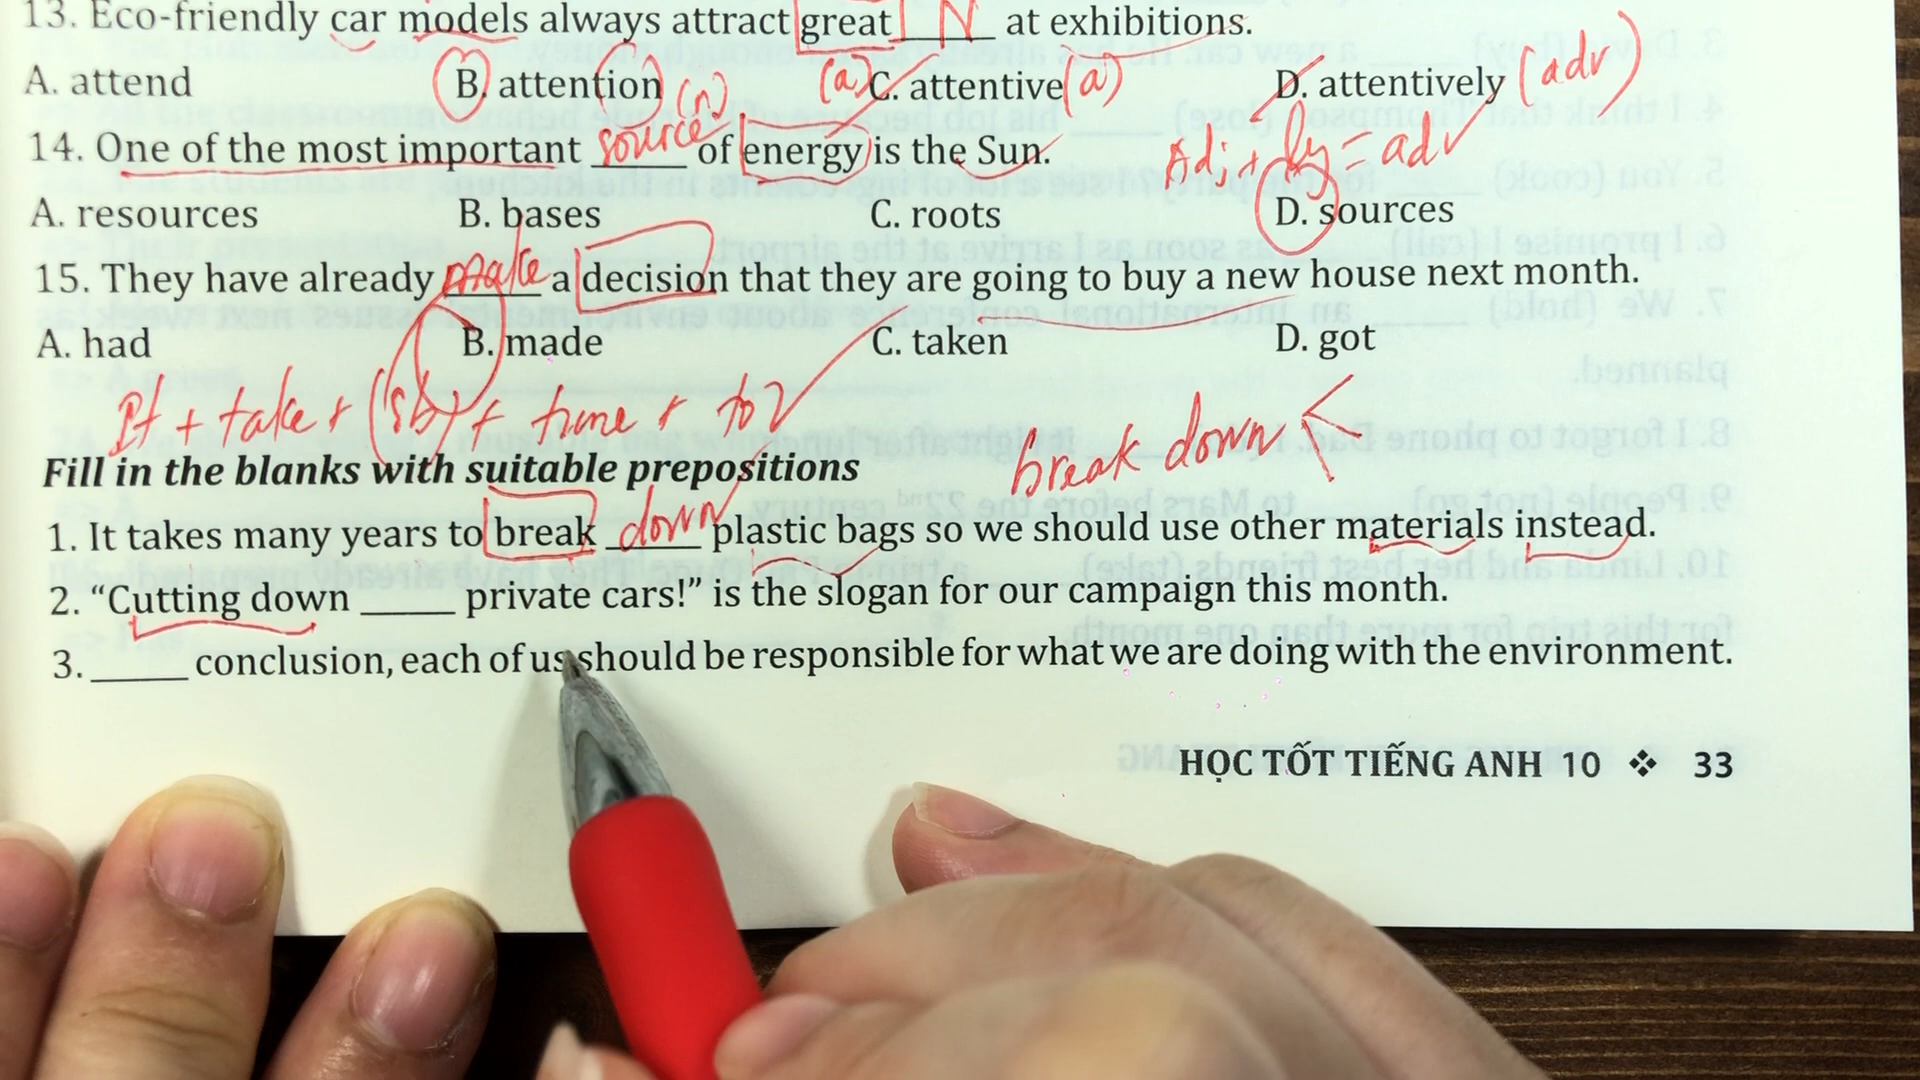 13. Eco-friendly car models always attract great N at exhibitions.
A. attend B. attention (n) (a) C. attentive (a) D. attentively (adv)
14. One of the most important source of energy is the Sun. Adj + ly = adv
A. resources B. bases C. roots D. sources
15. They have already make a decision that they are going to buy a new house next month.
A. had B. made C. taken D. got
It + take + (sb) + time + to V
break down
Fill in the blanks with suitable prepositions
1. It takes many years to break down plastic bags so we should use other materials instead.
2. “Cutting down _____ private cars!” is the slogan for our campaign this month.
3. _____ conclusion, each of us should be responsible for what we are doing with the environment.
HỌC TỐT TIẾNG ANH 10 ❖ 33